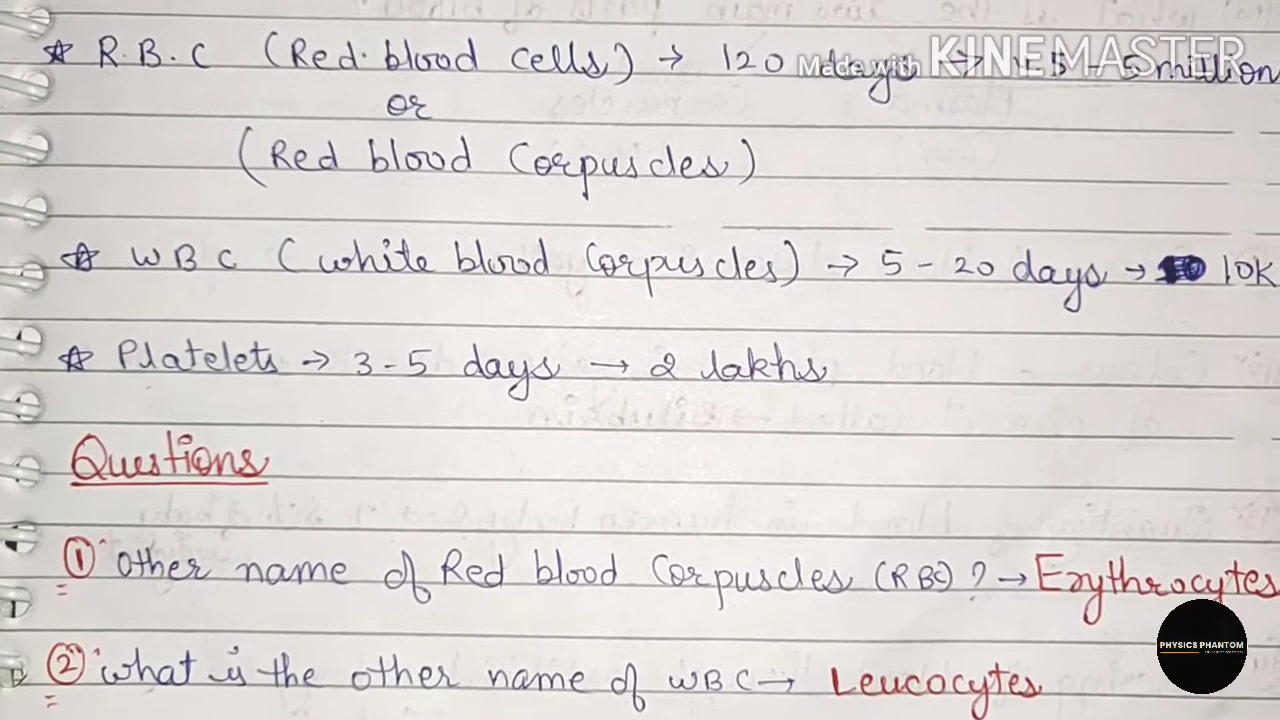 ☆ R.B.C (Red blood cells) → 120 days → 4.5 - 5 million
Made with KINEMASTER
or
(Red blood Corpuscles)
☆ WBC (white blood Corpuscles) → 5 - 20 days → 10K
☆ Platelets → 3 - 5 days → 2 lakhs
Questions
① Other name of Red blood Corpuscles (RBC) ? → Erythrocytes
PHYSICS PHANTOM
② What is the other name of WBC → Leucocytes